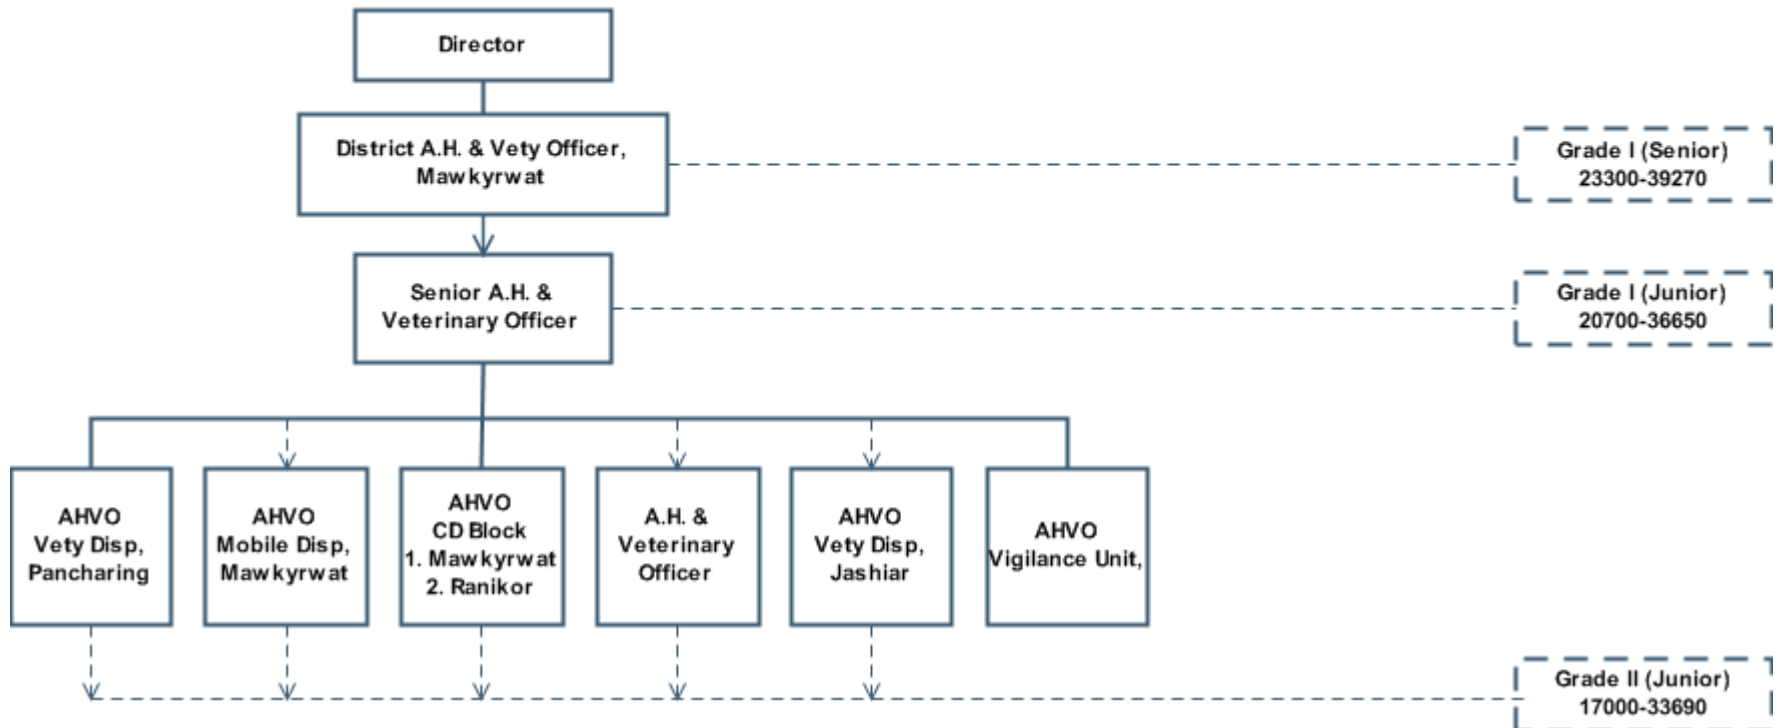 Director
District A.H. & Vety Officer,
Mawkyrwat
Grade I (Senior)
23300-39270
Senior A.H. &
Veterinary Officer
Grade I (Junior)
20700-36650
AHVO
Vety Disp,
Pancharing
AHVO
Mobile Disp,
Mawkyrwat
AHVO
CD Block
1. Mawkyrwat
2. Ranikor
A.H. &
Veterinary
Officer
AHVO
Vety Disp,
Jashiar
AHVO
Vigilance Unit,
Grade II (Junior)
17000-33690